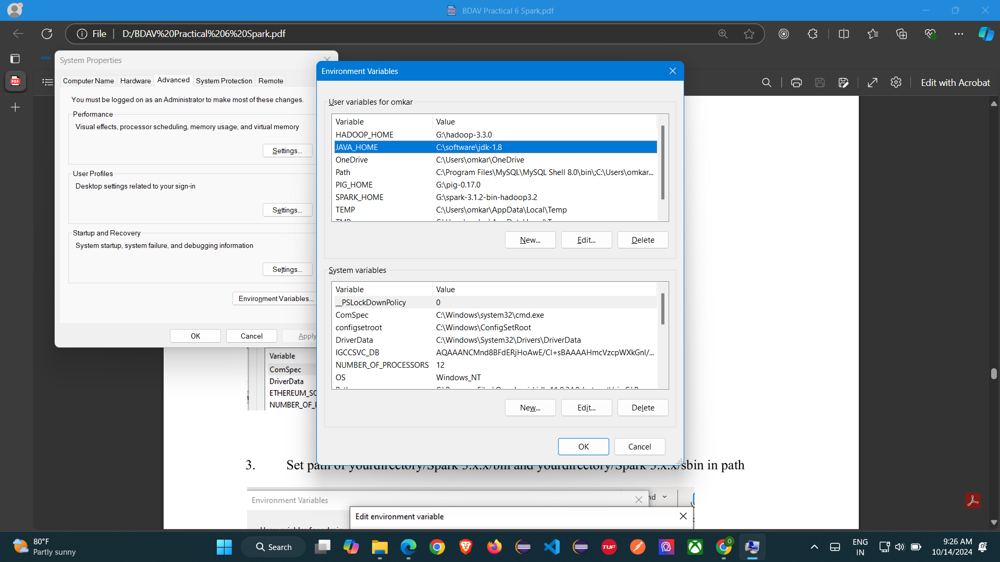 BDAV Practical 6 Spark.pdf
File
D:/BDAV%20Practical%206%20Spark.pdf
intel
System Properties
Computer Name
Hardware
Advanced
System Protection
Remote
You must be logged on as an Administrator to make most of these changes.
Performance
Visual effects, processor scheduling, memory usage, and virtual memory
Settings...
User Profiles
Desktop settings related to your sign-in
Settings...
Startup and Recovery
System startup, system failure, and debugging information
Settings...
Environment Variables...
OK
Cancel
Apply
Environment Variables
User variables for omkar
Variable Value
HADOOP_HOME G:\hadoop-3.3.0
JAVA_HOME C:\software\jdk-1.8
OneDrive C:\Users\omkar\OneDrive
Path C:\Program Files\MySQL\MySQL Shell 8.0\bin\;C:\Users\omkar...
PIG_HOME G:\pig-0.17.0
SPARK_HOME G:\spark-3.1.2-bin-hadoop3.2
TEMP C:\Users\omkar\AppData\Local\Temp
New...
Edit...
Delete
System variables
Variable Value
__PSLockDownPolicy 0
ComSpec C:\Windows\system32\cmd.exe
configsetroot C:\Windows\ConfigSetRoot
DriverData C:\Windows\System32\Drivers\DriverData
IGCCSVC_DB AQAAANCMnd8BFdERjHoAwE/Cl+sBAAAAHmcVzcpWXkGnl/...
NUMBER_OF_PROCESSORS 12
OS Windows_NT
New...
Edit...
Delete
OK
Cancel
Edit with Acrobat
Variable
ComSpec
DriverData
ETHEREUM_SC
NUMBER_OF_
3. Set path of yourdirectory/Spark 3.x.x/bin and yourdirectory/Spark 3.x.x/sbin in path
Environment Variables
nd
Edit environment variable
80°F
Partly sunny
Search
TUF
0
ENG
IN
9:26 AM
10/14/2024